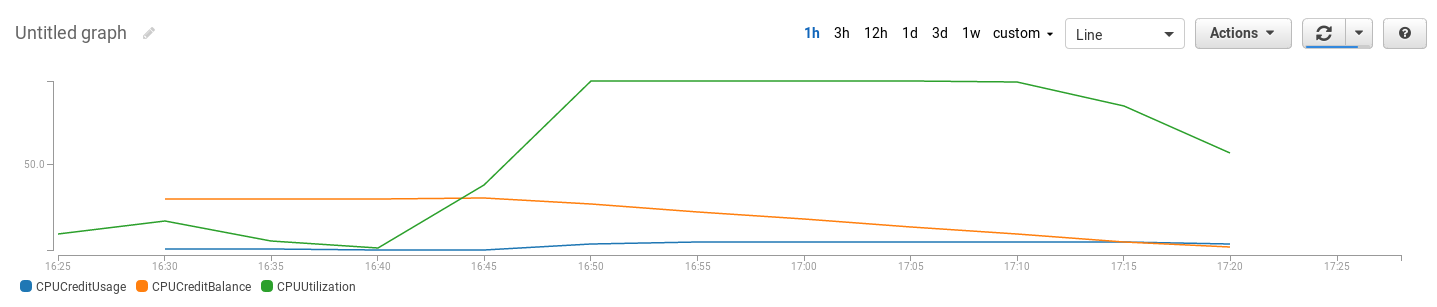 Untitled graph 1h 3h 12h 1d 3d 1w custom Line Actions ?
50.0
16:25 16:30 16:35 16:40 16:45 16:50 16:55 17:00 17:05 17:10 17:15 17:20 17:25
CPUCreditUsage CPUCreditBalance CPUUtilization